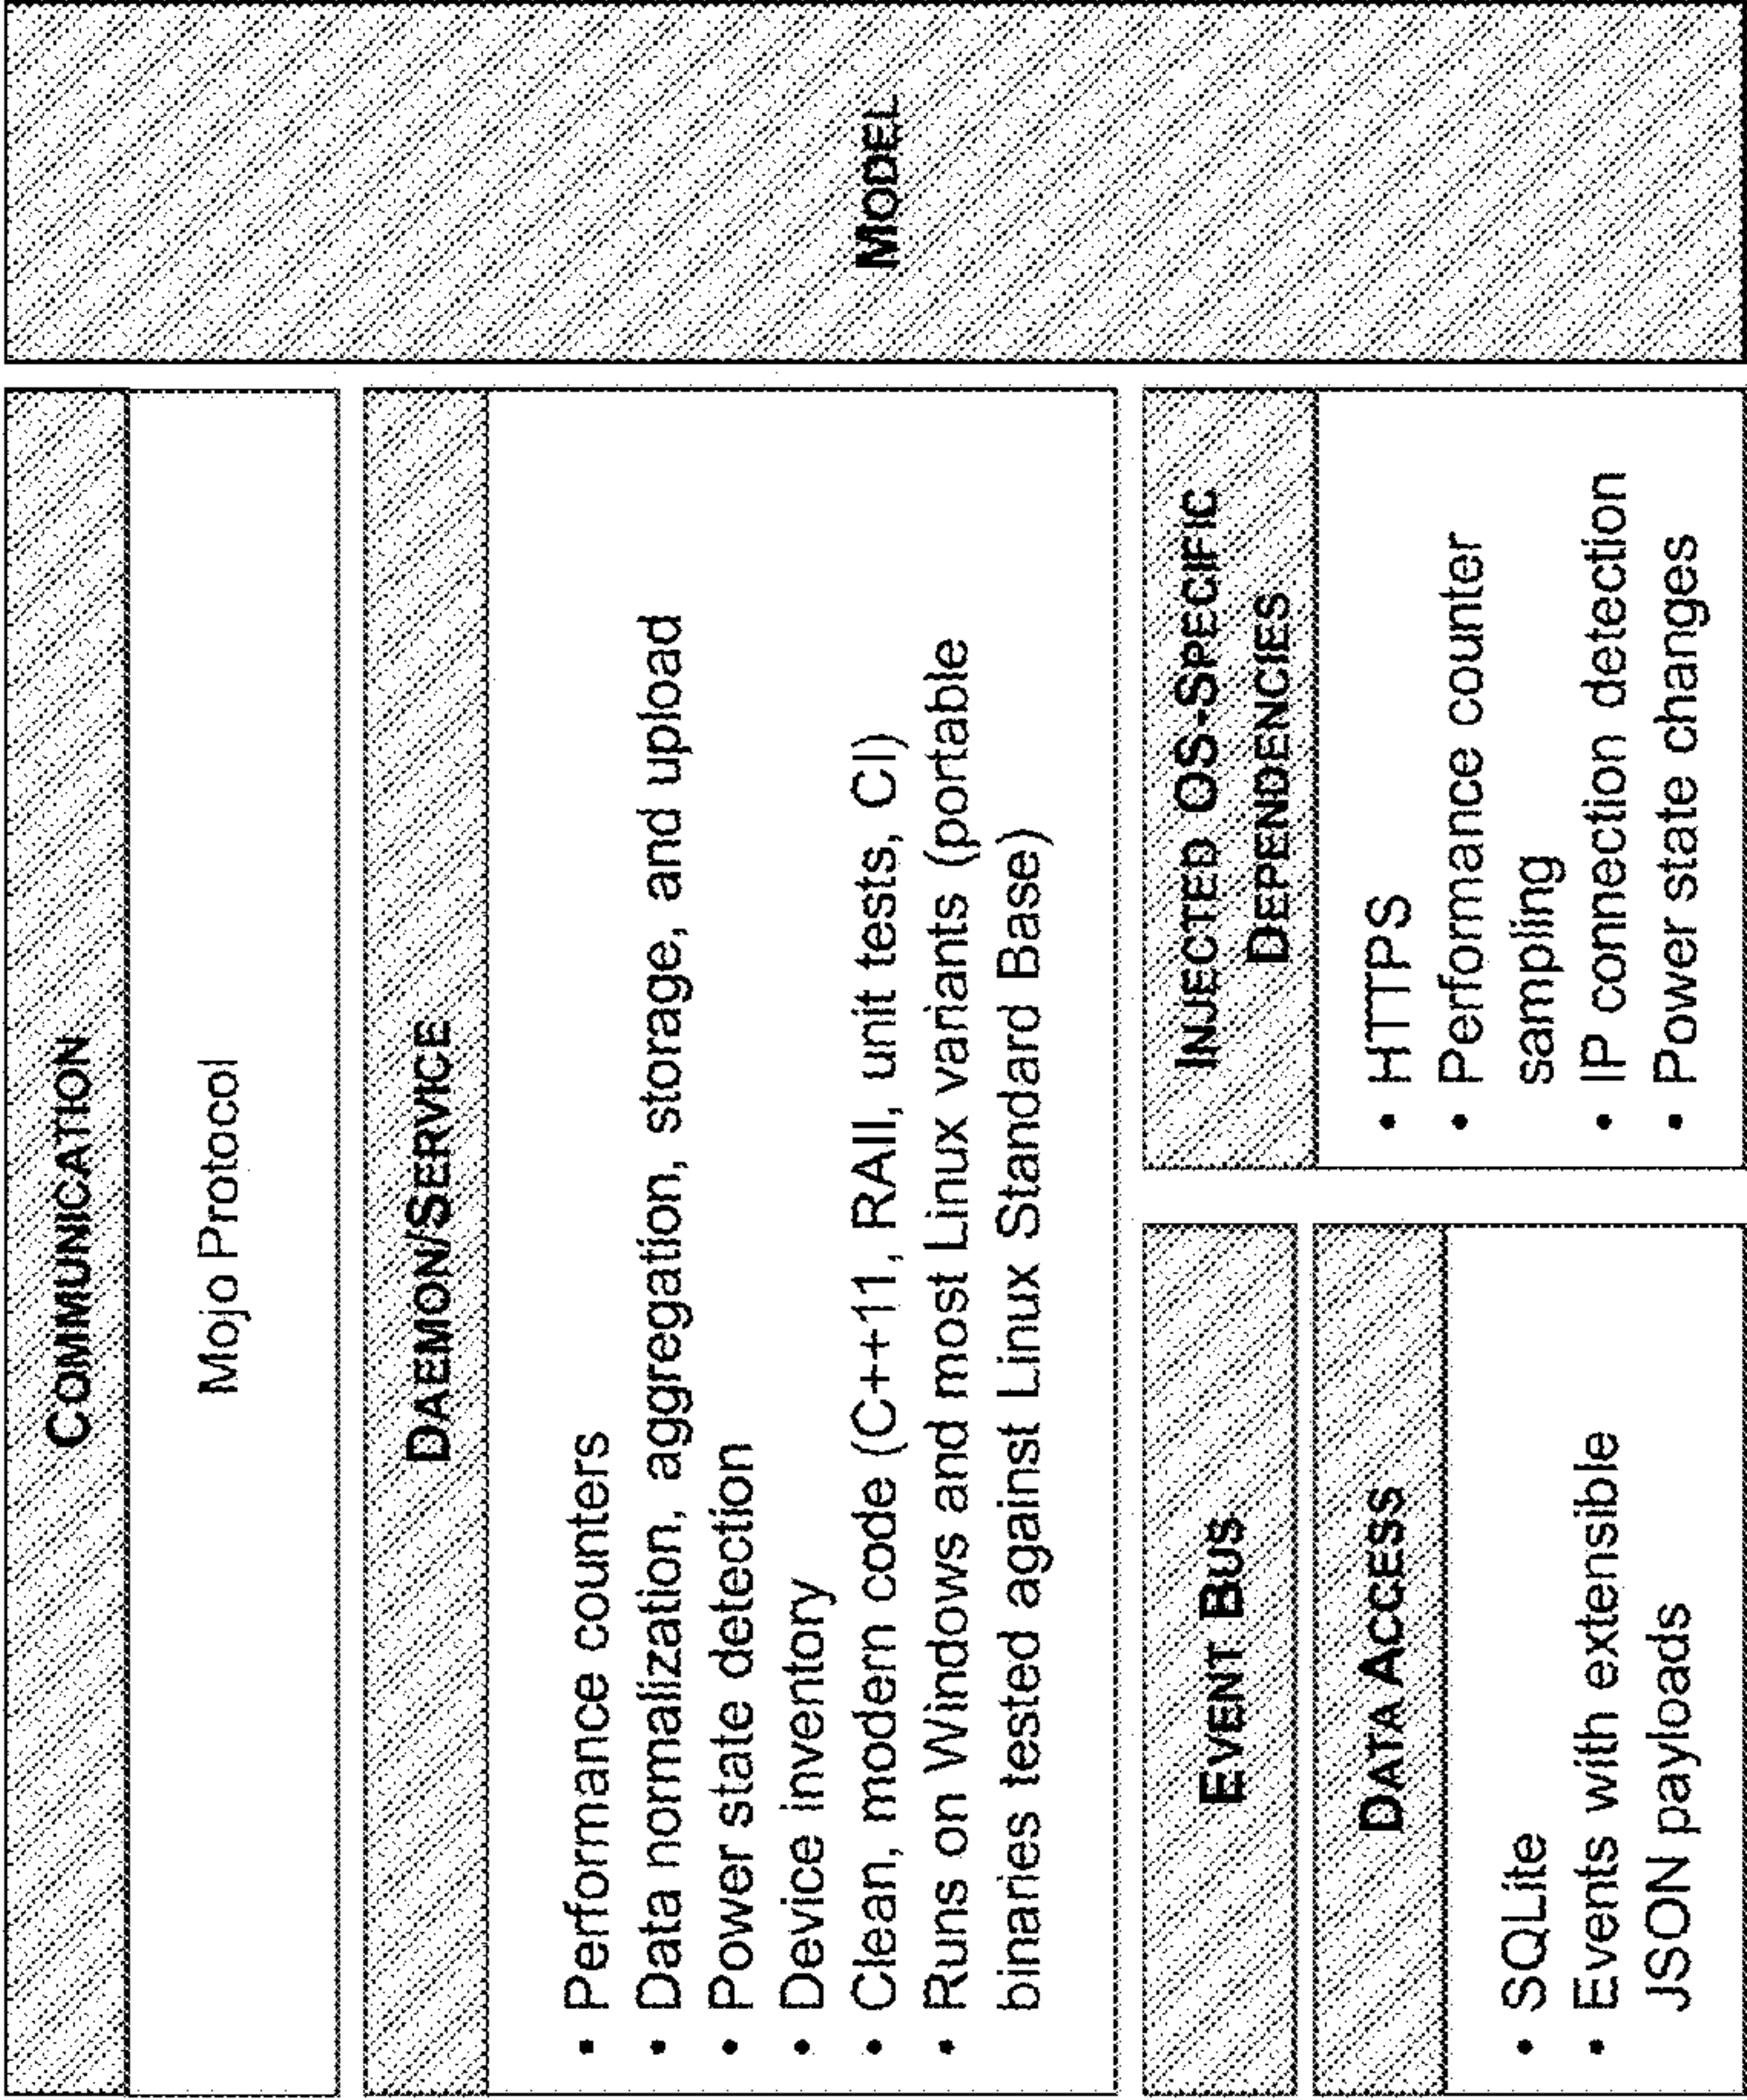 COMMUNICATION
Mojo Protocol
DAEMON/SERVICE
• Performance counters
• Data normalization, aggregation, storage, and upload
• Power state detection
• Device inventory
• Clean, modern code (C++11, RAII, unit tests, CI)
• Runs on Windows and most Linux variants (portable
binaries tested against Linux Standard Base)
EVENT BUS
DATA ACCESS
• SQLite
• Events with extensible
JSON payloads
INJECTED OS-SPECIFIC
DEPENDENCIES
• HTTPS
• Performance counter
sampling
• IP connection detection
• Power state changes
MODEL